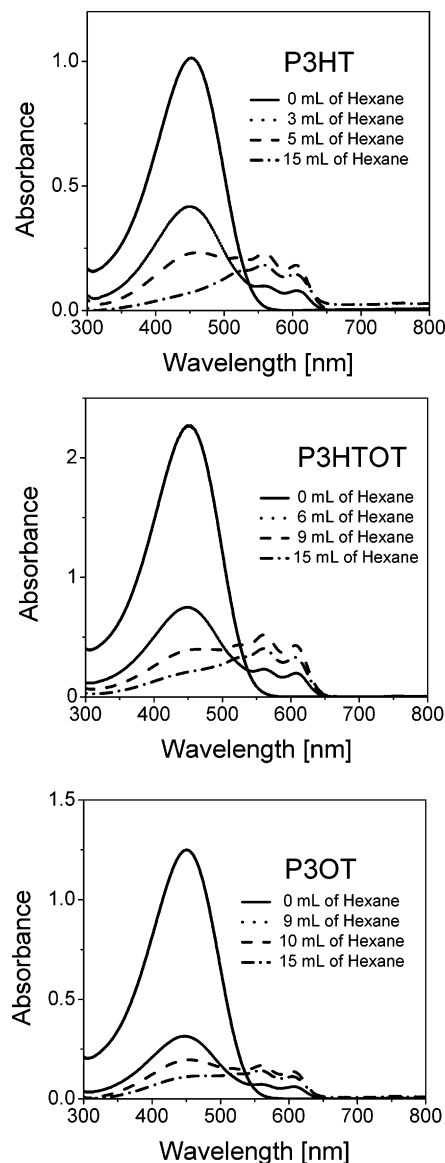 P3HT
0 mL of Hexane
3 mL of Hexane
5 mL of Hexane
15 mL of Hexane
Absorbance
1.0
0.5
0.0
300 400 500 600 700 800
Wavelength [nm]
P3HTOT
0 mL of Hexane
6 mL of Hexane
9 mL of Hexane
15 mL of Hexane
Absorbance
2
1
0
300 400 500 600 700 800
Wavelength [nm]
P3OT
0 mL of Hexane
9 mL of Hexane
10 mL of Hexane
15 mL of Hexane
Absorbance
1.5
1.0
0.5
0.0
300 400 500 600 700 800
Wavelength [nm]